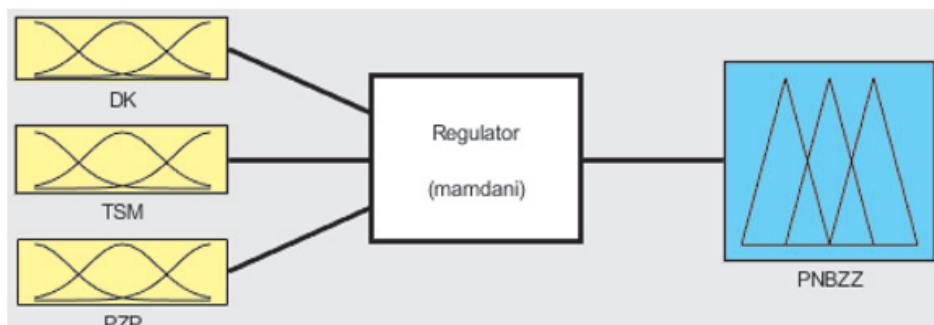 DK
TSM
Regulator
(mamdani)
PNBZZ